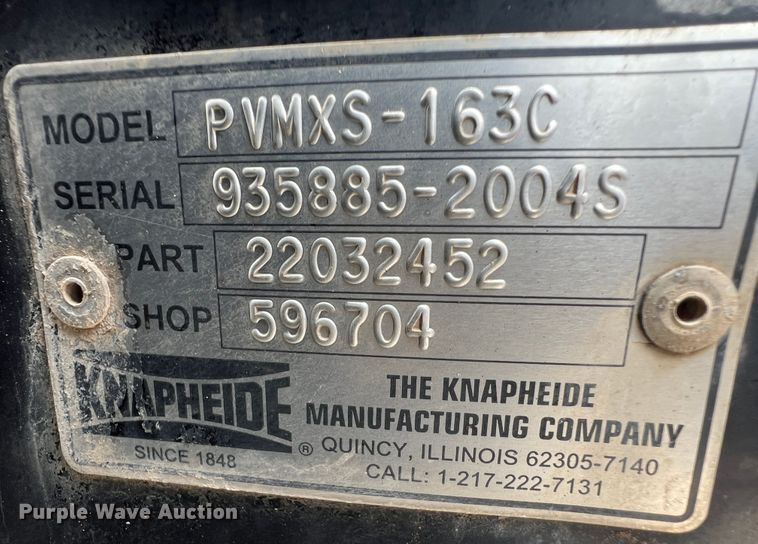 MODEL PVMXS-163C
SERIAL 935885-2004S
PART 22032452
SHOP 596704
KNAPHEIDE
SINCE 1848
®
THE KNAPHEIDE
MANUFACTURING COMPANY
QUINCY, ILLINOIS 62305-7140
CALL: 1-217-222-7131
Purple Wave Auction